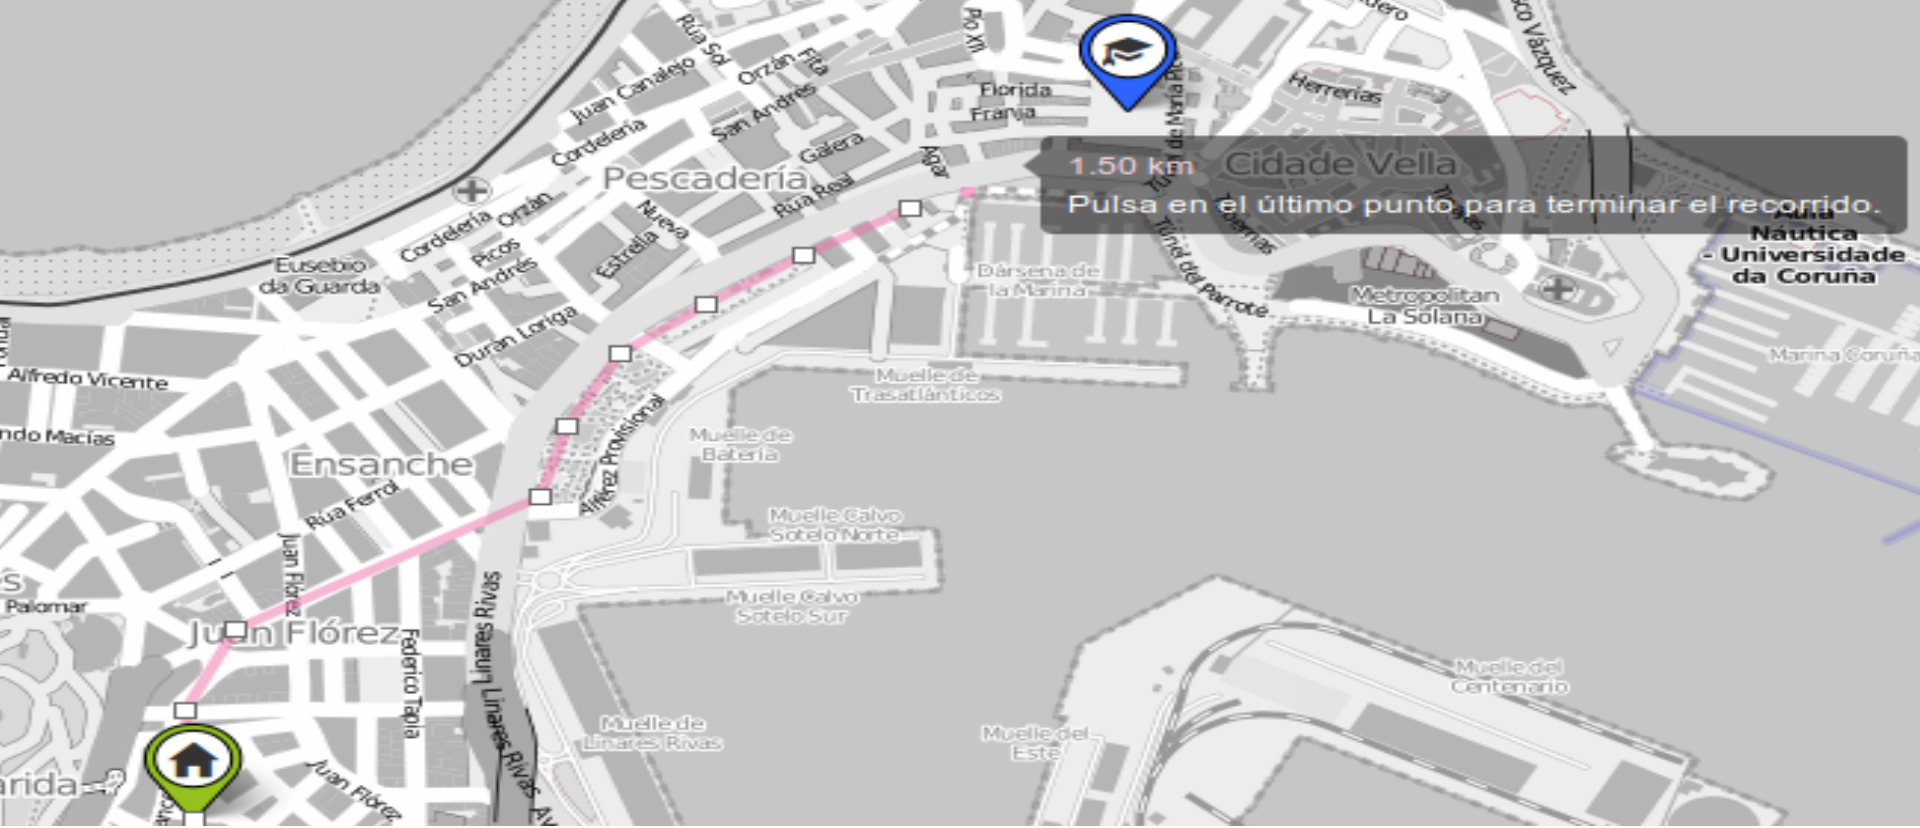 Rúa Sol
Pío XII
Juan Canalejo
Orzán
Fita
San Andrés
Cordelería
Galera
Florida
Franja
Agar
Herrerías
Pescadería
Rúa Real
Nueva
Estrella
Cordelería
Orzán
Picos
San Andrés
Eusebio
da Guarda
Durán Loriga
Alfredo Vicente
1.50 km
Cidade Vella
Pulsa en el último punto para terminar el recorrido.
Aula
Náutica
- Universidade
da Coruña
Túnel del Parrote
Dársena de
la Marina
Metropolitan
La Solana
Marina Coruña
Muelle de
Trasatlánticos
Muelle de
Batería
Alférez Provisional
Ensanche
Rúa Ferrol
Juan Flórez
Muelle Calvo
Sotelo Norte
Muelle Calvo
Sotelo Sur
Palomar
Juan Flórez
Federico Tapia
Linares Rivas
Linares Rivas
Muelle de
Linares Rivas
Muelle del
Este
Muelle del
Centenario
Juan Flórez